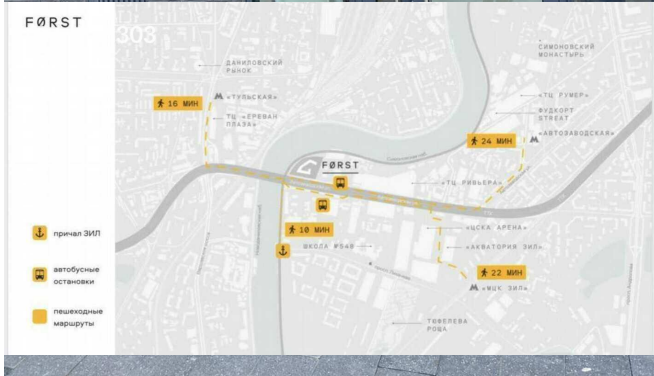 FØRST
303
ДАНИЛОВСКИЙ
РЫНОК
СИМОНОВСКИЙ
МОНАСТЫРЬ
«ТУЛЬСКАЯ»
16 МИН
ТЦ «ЕРЕВАН
ПЛАЗА»
«ТЦ РУМЕР»
ФУДКОРТ
STREAT
«АВТОЗАВОДСКАЯ»
24 МИН
FØRST
«ТЦ РИВЬЕРА»
10 МИН
ШКОЛА №548
«ЦСКА АРЕНА»
«АКВАТОРИЯ ЗИЛ»
22 МИН
«МЦК ЗИЛ»
ТЮФЕЛЕВА
РОЩА
причал ЗИЛ
автобусные
остановки
пешеходные
маршруты